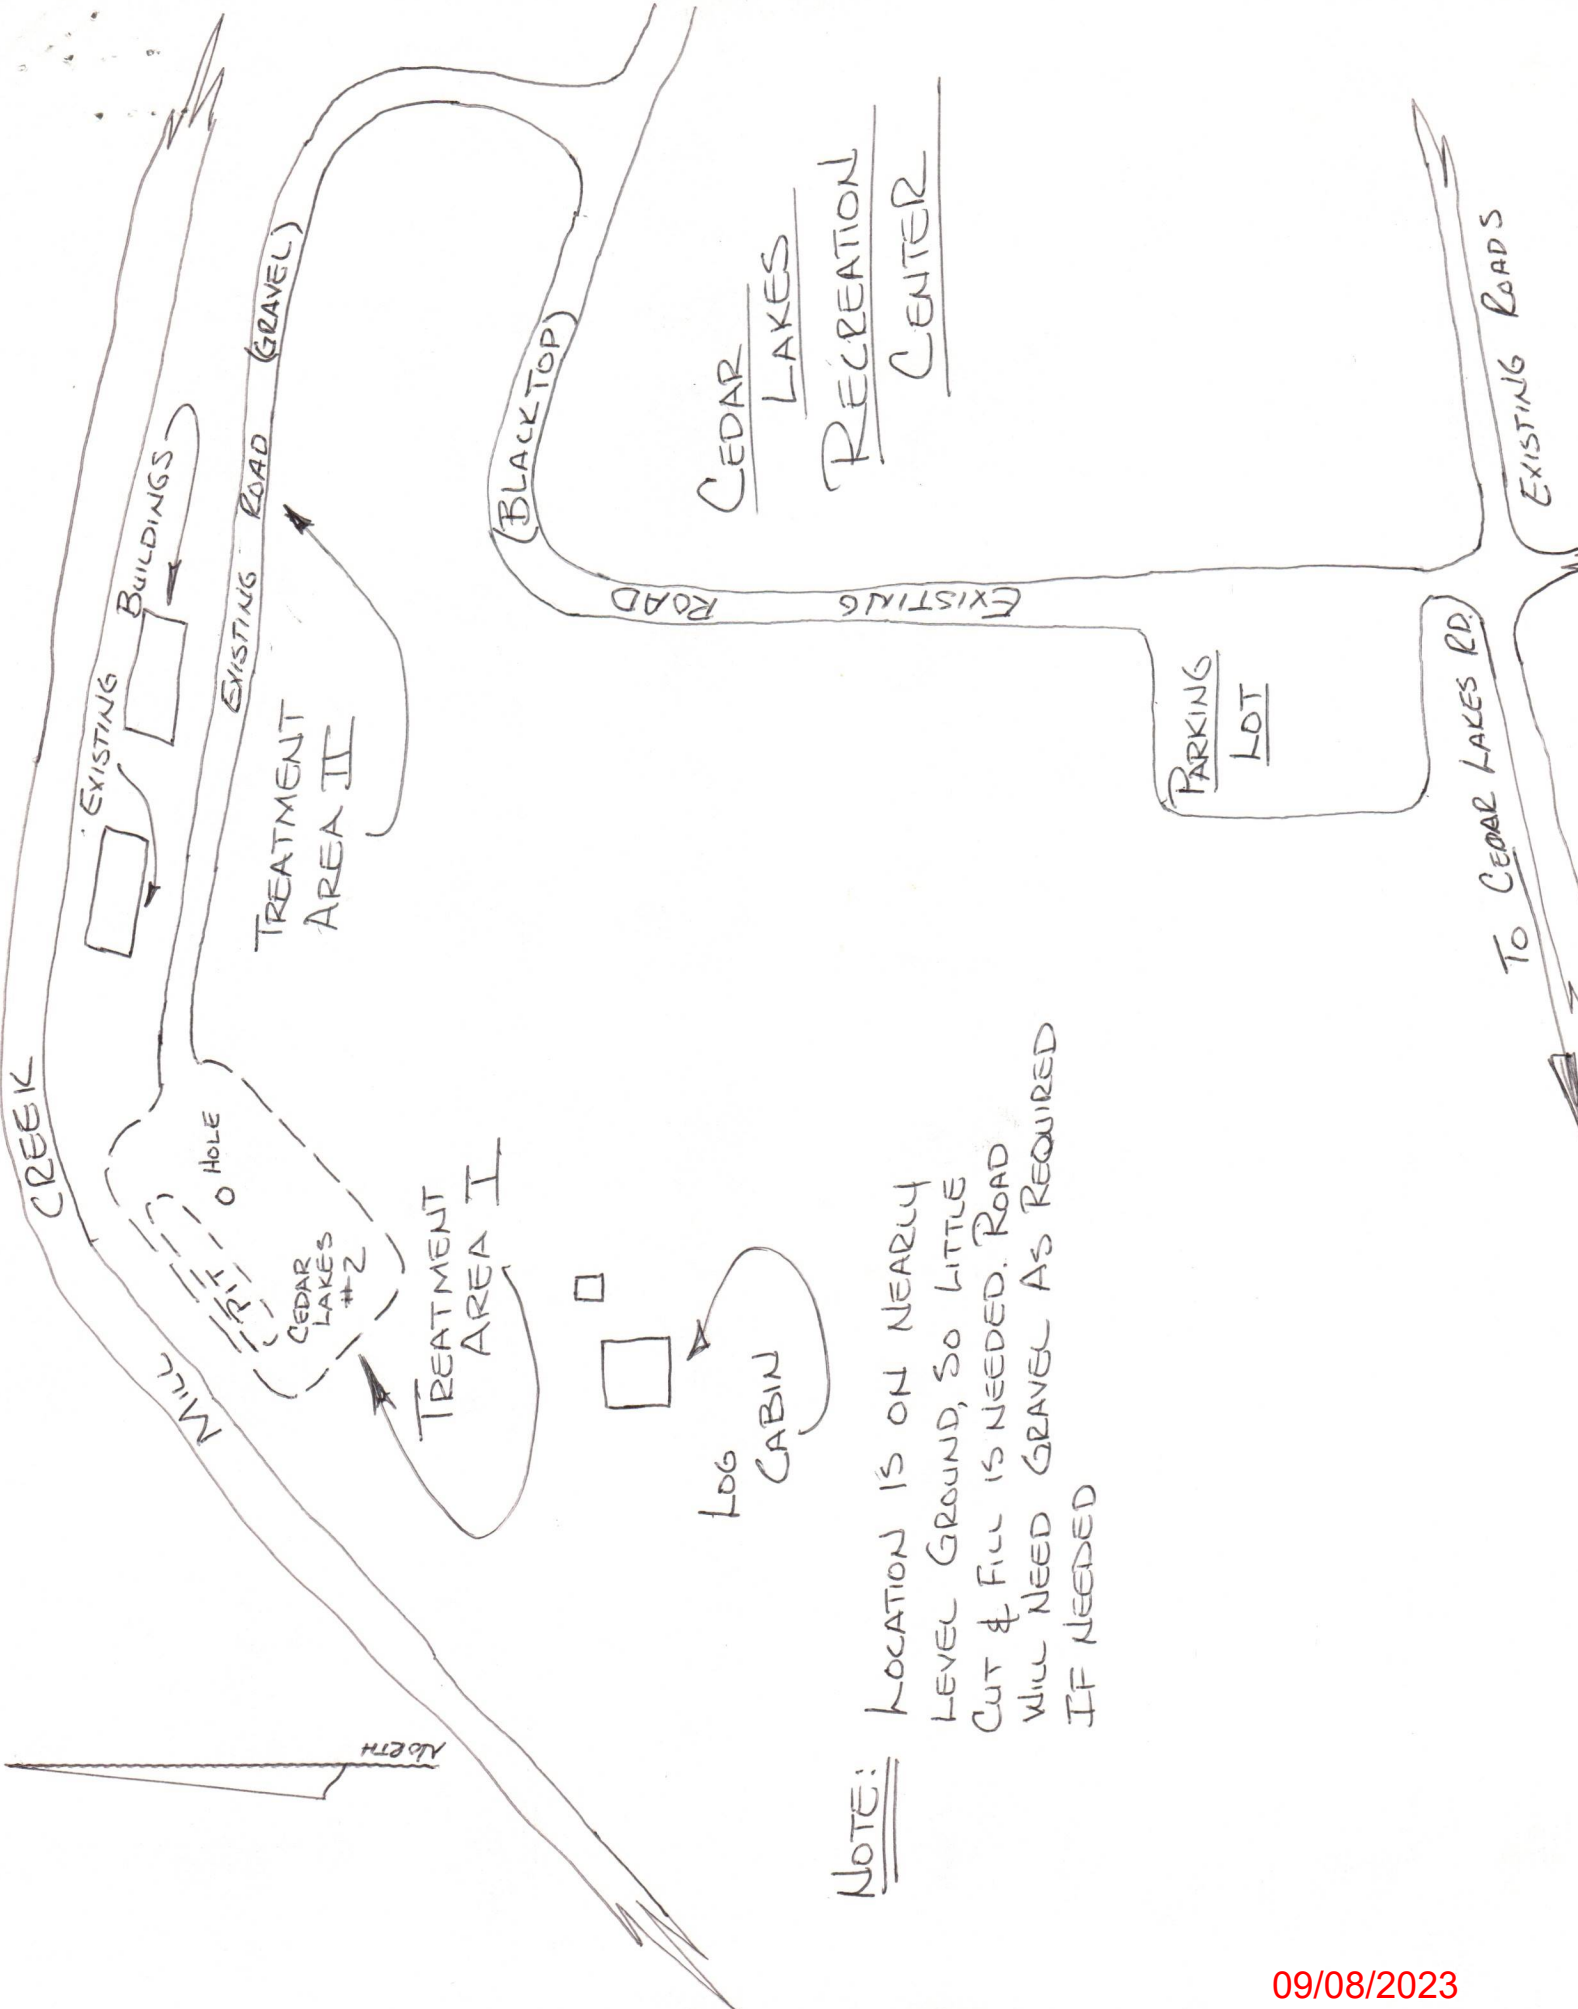 NORTH
MILL CREEK
EXISTING BUILDINGS
EXISTING ROAD (GRAVEL)
PIT
O HOLE
CEDAR
LAKES
#2
TREATMENT
AREA I
TREATMENT
AREA II
(BLACKTOP)
EXISTING ROAD
LOG
CABIN
CEDAR
LAKES
RECREATION
CENTER
NOTE: LOCATION IS ON NEARLY
LEVEL GROUND, SO LITTLE
CUT & FILL IS NEEDED. ROAD
WILL NEED GRAVEL AS REQUIRED
IF NEEDED
PARKING
LOT
TO CEDAR LAKES RD.
EXISTING ROADS
09/08/2023